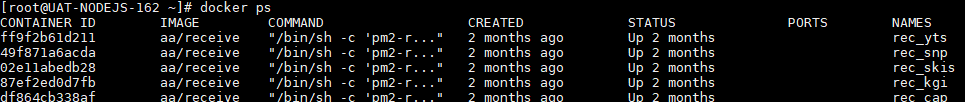 [root@UAT-NODEJS-162 ~]# docker ps
CONTAINER ID IMAGE COMMAND CREATED STATUS PORTS NAMES
ff9f2b61d211 aa/receive "/bin/sh -c 'pm2-r..." 2 months ago Up 2 months rec_yts
49f871a6acda aa/receive "/bin/sh -c 'pm2-r..." 2 months ago Up 2 months rec_snp
02e11abedb28 aa/receive "/bin/sh -c 'pm2-r..." 2 months ago Up 2 months rec_skis
87ef2ed0d7fb aa/receive "/bin/sh -c 'pm2-r..." 2 months ago Up 2 months rec_kgi
df864cb338af aa/receive "/bin/sh -c 'pm2-r..." 2 months ago Up 2 months rec_cap